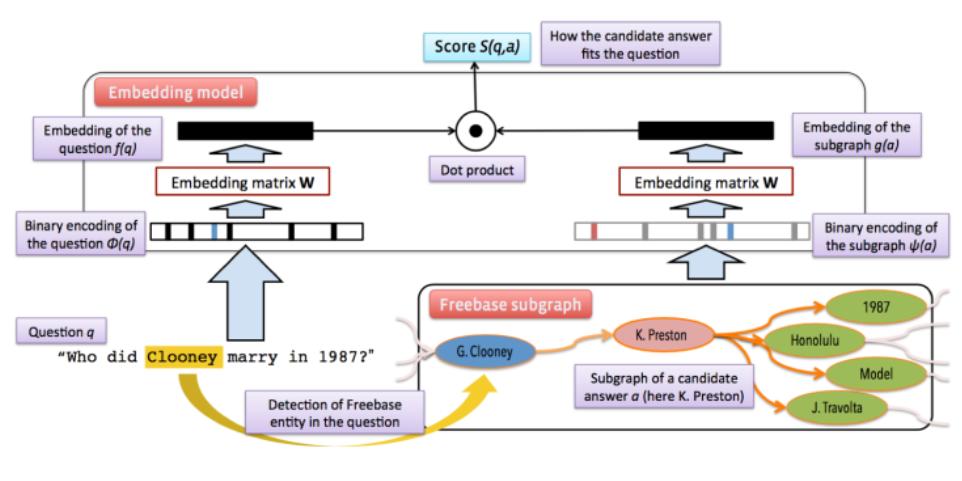 Score S(q,a)
How the candidate answer
fits the question
Embedding model
Embedding of the
question f(q)
Embedding of the
subgraph g(a)
Dot product
Embedding matrix W
Embedding matrix W
Binary encoding of
the question Φ(q)
Binary encoding of
the subgraph ψ(a)
Freebase subgraph
Question q
“Who did Clooney marry in 1987?”
G. Clooney
K. Preston
1987
Honolulu
Model
J. Travolta
Subgraph of a candidate
answer a (here K. Preston)
Detection of Freebase
entity in the question